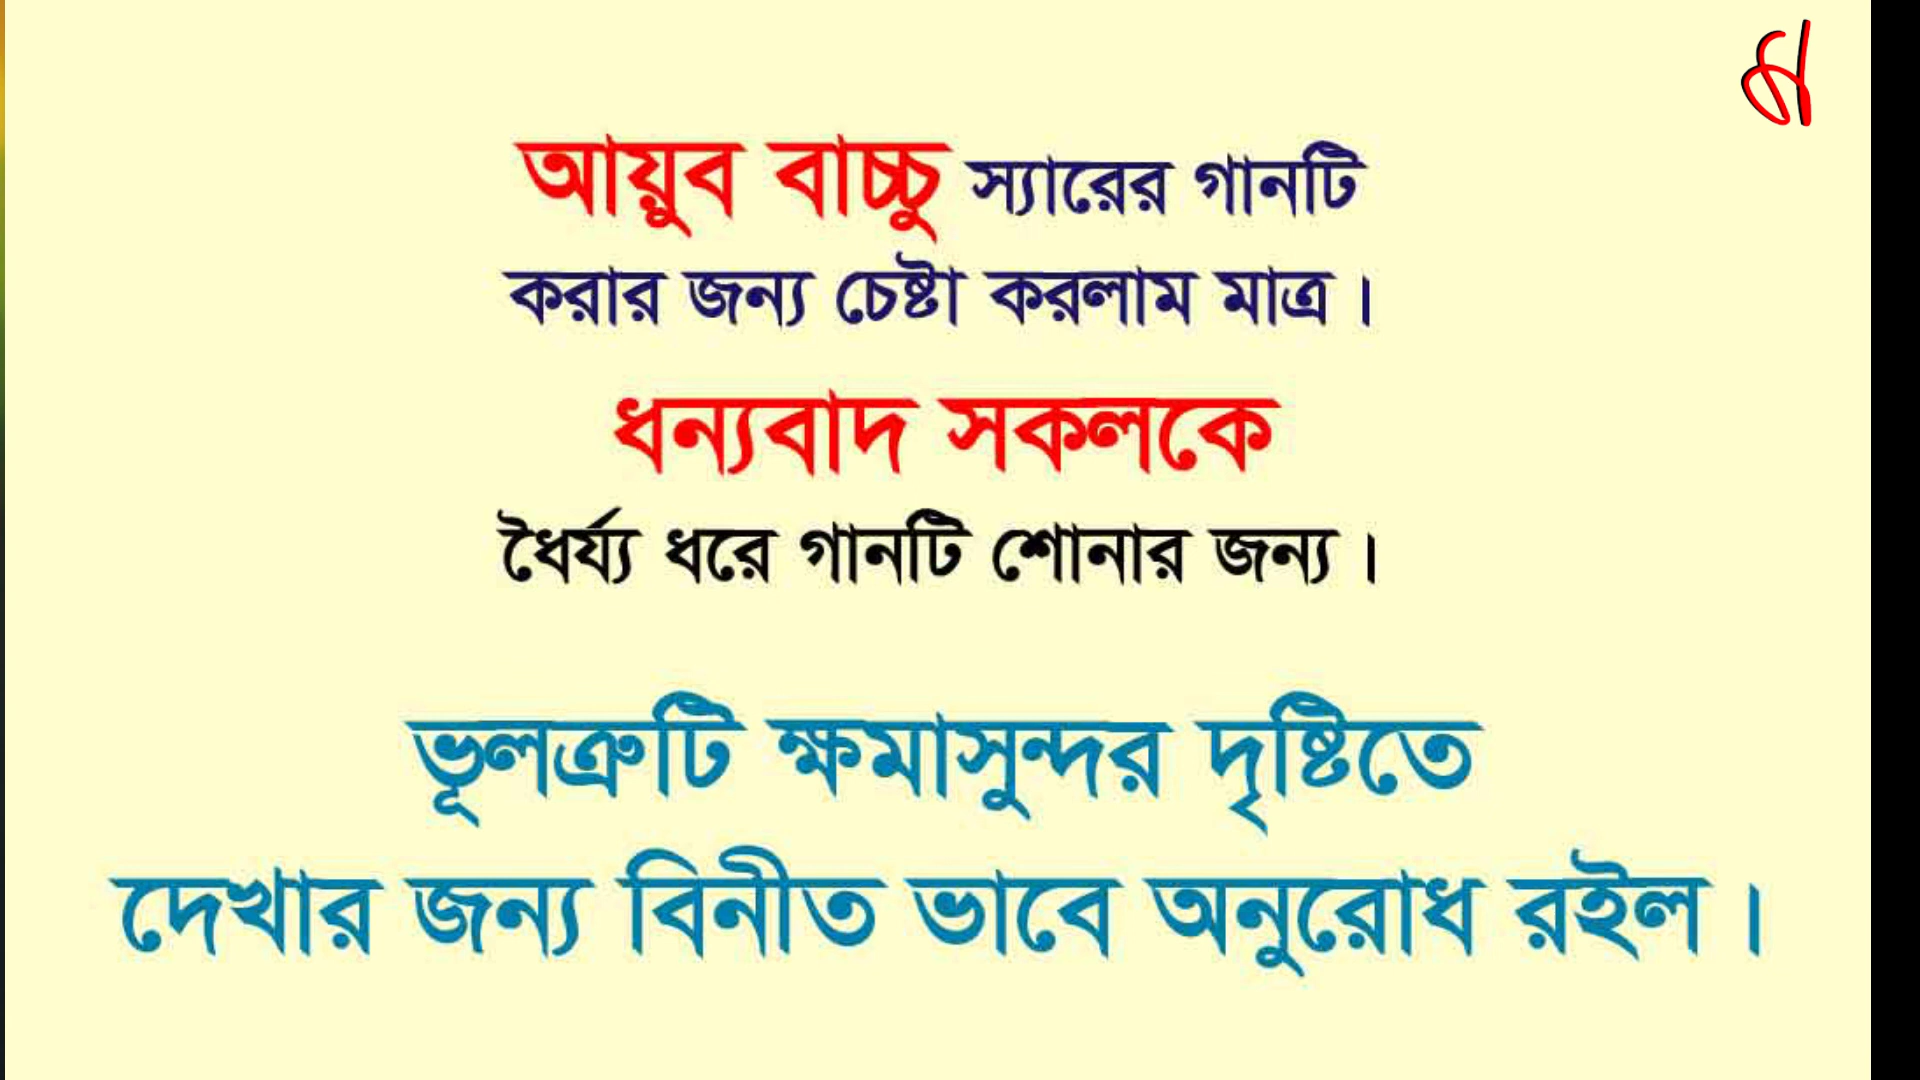 আয়ুব বাচ্চু স্যারের গানটি
করার জন্য চেষ্টা করলাম মাত্র ।
ধন্যবাদ সকলকে
ধৈর্য্য ধরে গানটি শোনার জন্য ।
ভূলত্রুটি ক্ষমাসুন্দর দৃষ্টিতে
দেখার জন্য বিনীত ভাবে অনুরোধ রইল ।